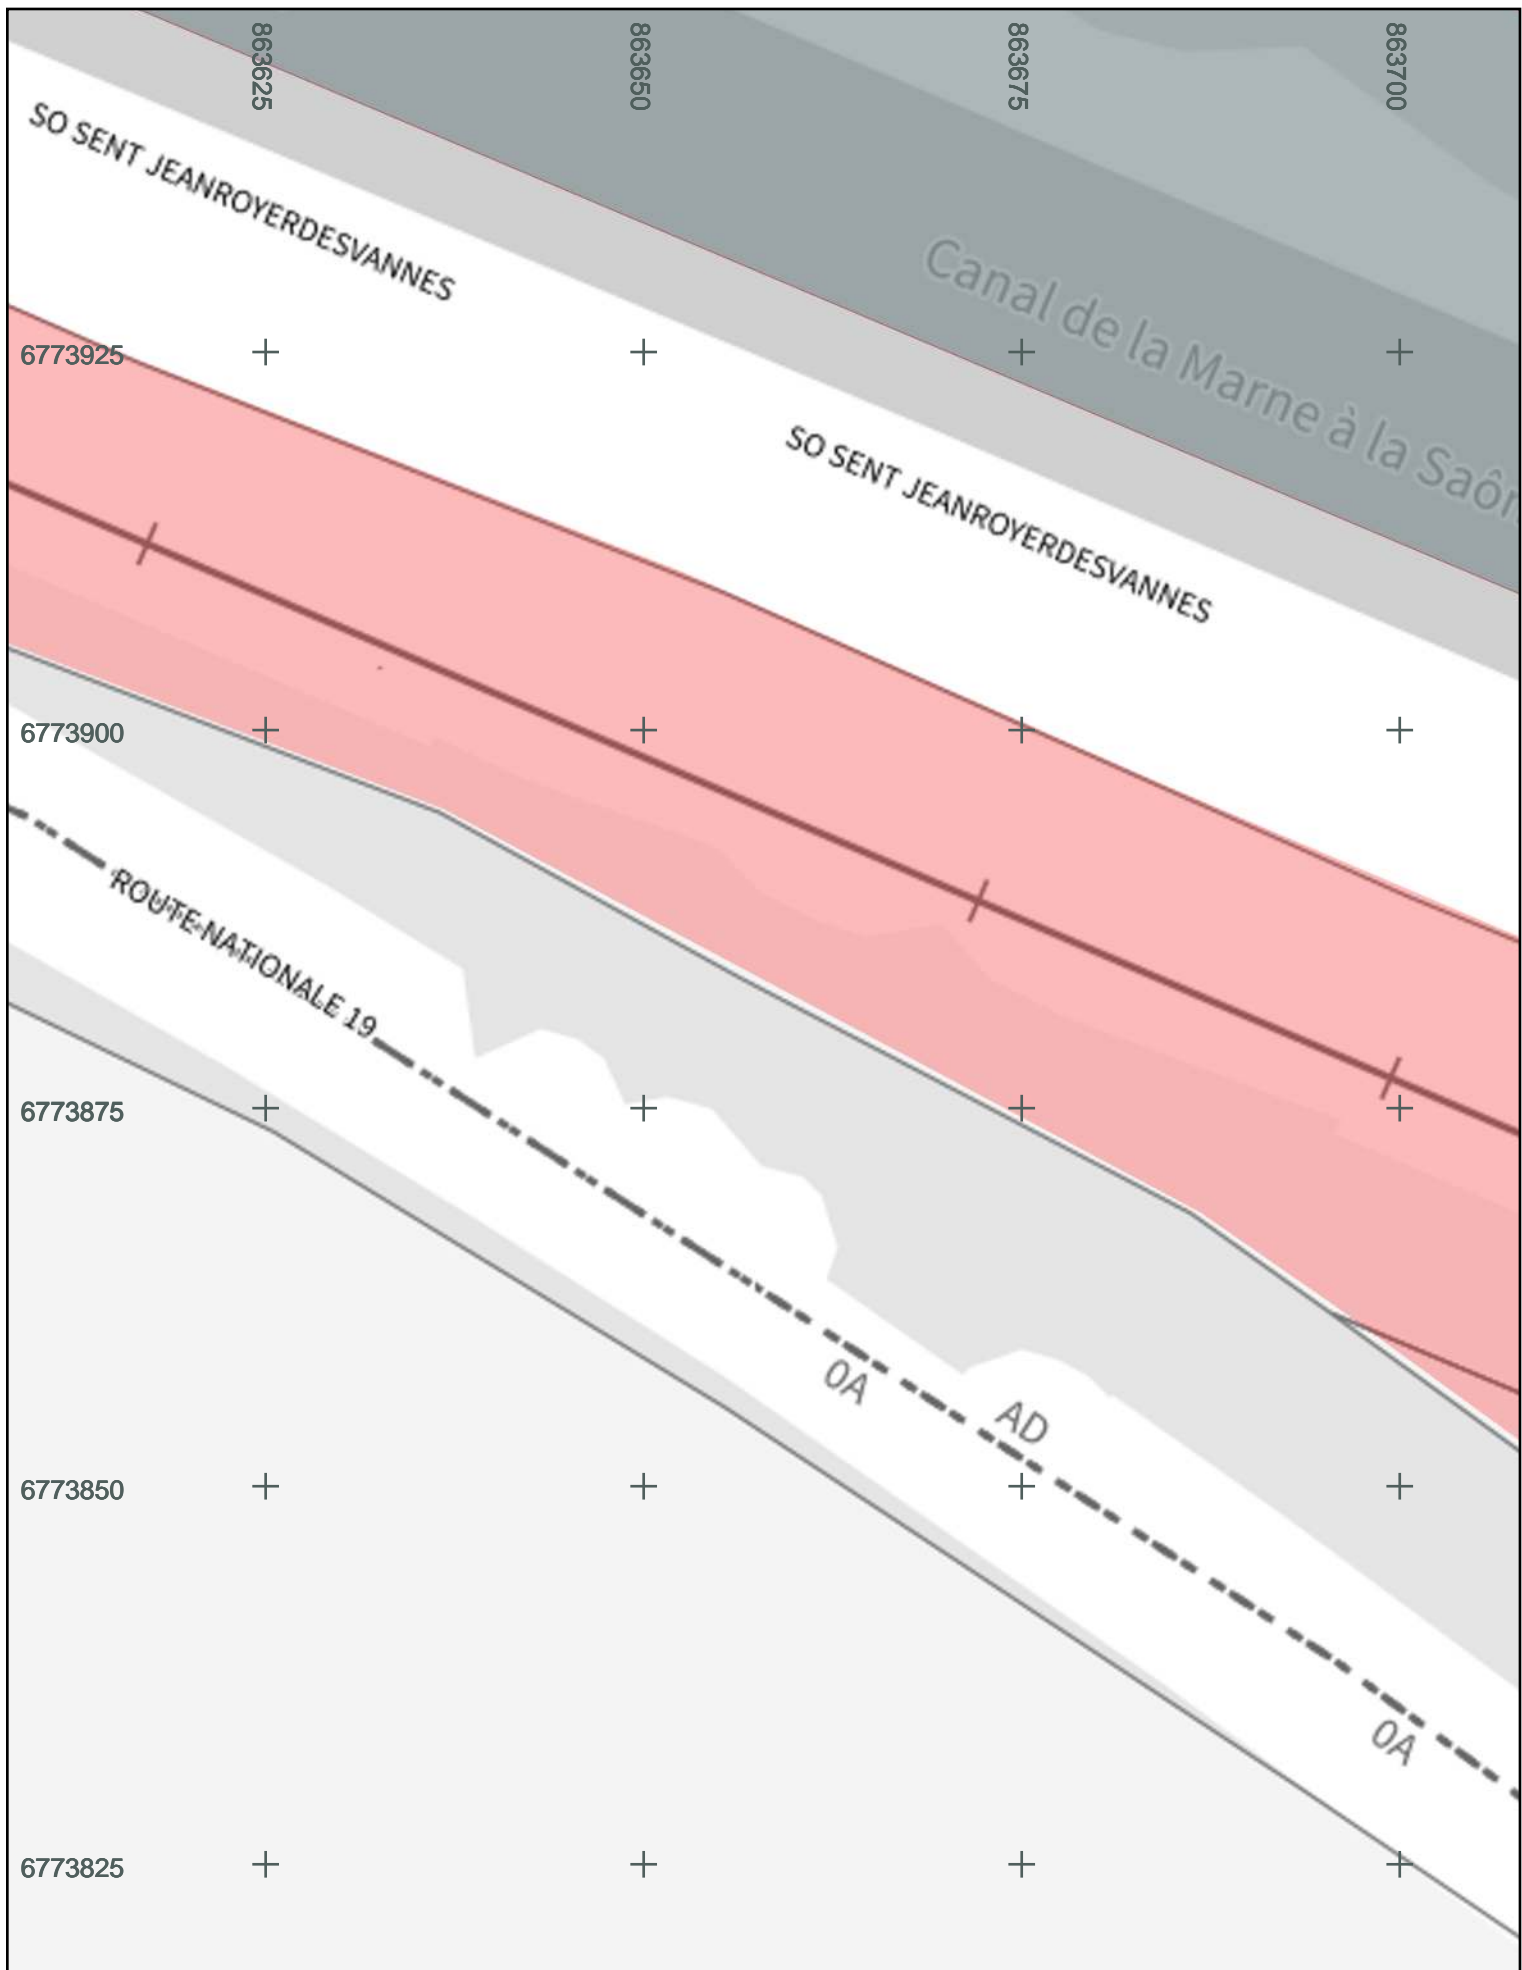 863625
863650
863675
863700
SO SENT JEANROYERDESVANNES
Canal de la Marne à la Saôn
6773925
SO SENT JEANROYERDESVANNES
6773900
ROUTE NATIONALE 19
6773875
0A
AD
6773850
0A
6773825